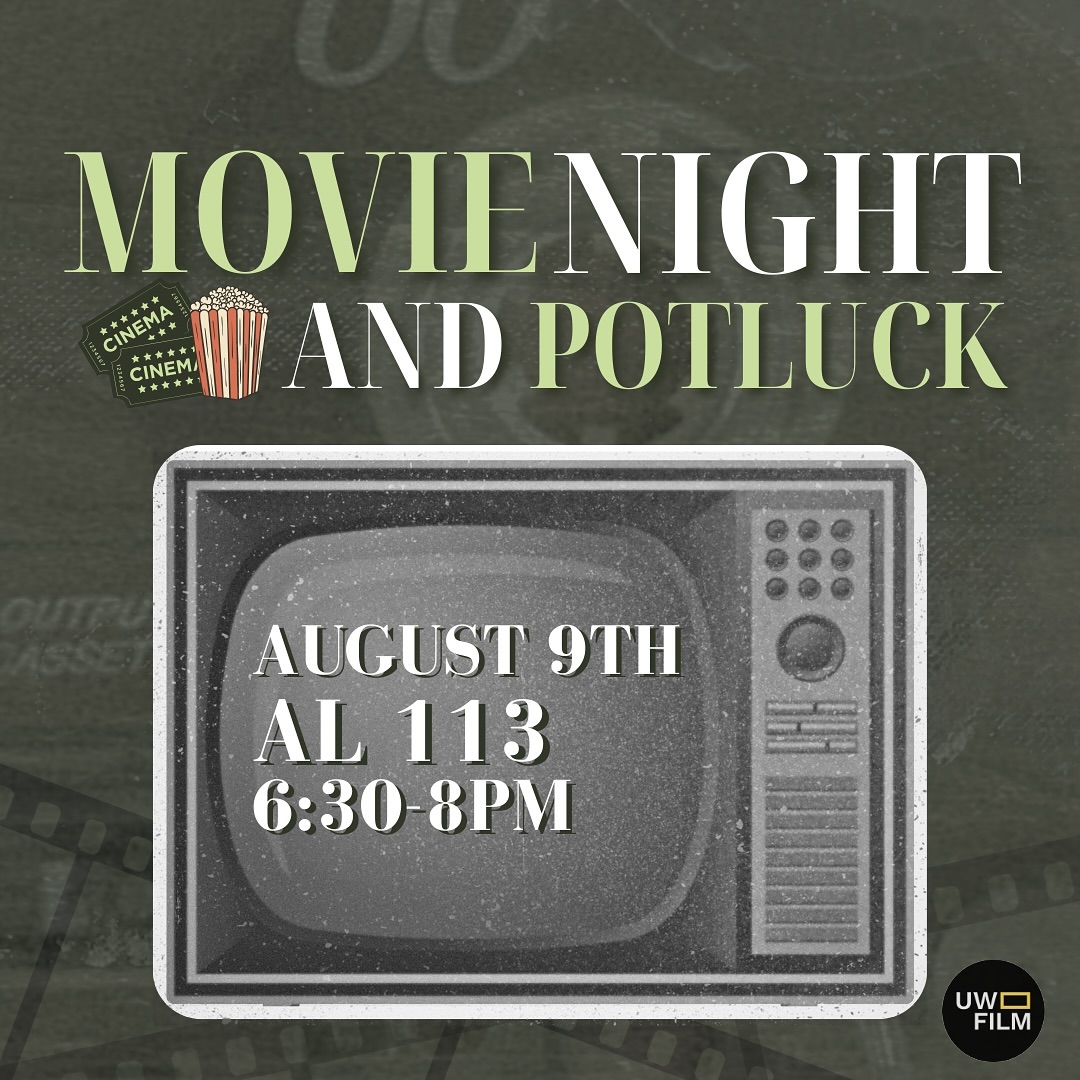 MOVIE NIGHT
CINEMA
CINEMA
AND POTLUCK
AUGUST 9TH
AL 113
6:30-8PM
UW
FILM